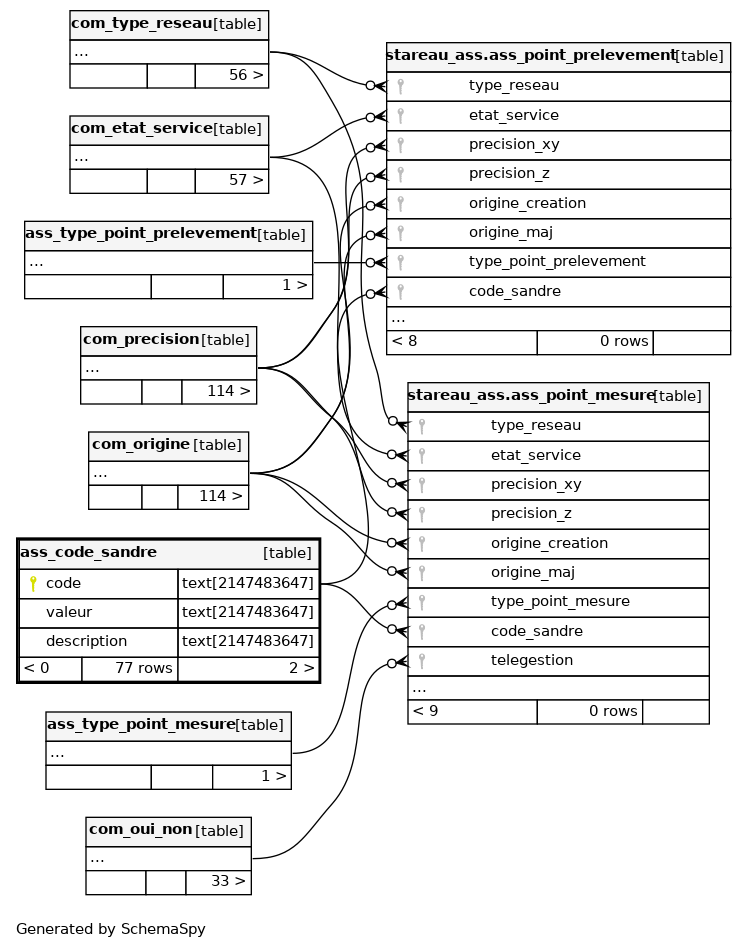 com_type_reseau [table]
...
56 >
com_etat_service [table]
...
57 >
ass_type_point_prelevement [table]
...
1 >
com_precision [table]
...
114 >
com_origine [table]
...
114 >
ass_code_sandre [table]
code text[2147483647]
valeur text[2147483647]
description text[2147483647]
< 0 77 rows 2 >
ass_type_point_mesure [table]
...
1 >
com_oui_non [table]
...
33 >
stareau_ass.ass_point_prelevement [table]
type_reseau
etat_service
precision_xy
precision_z
origine_creation
origine_maj
type_point_prelevement
code_sandre
...
< 8 0 rows
stareau_ass.ass_point_mesure [table]
type_reseau
etat_service
precision_xy
precision_z
origine_creation
origine_maj
type_point_mesure
code_sandre
telegestion
...
< 9 0 rows
Generated by SchemaSpy